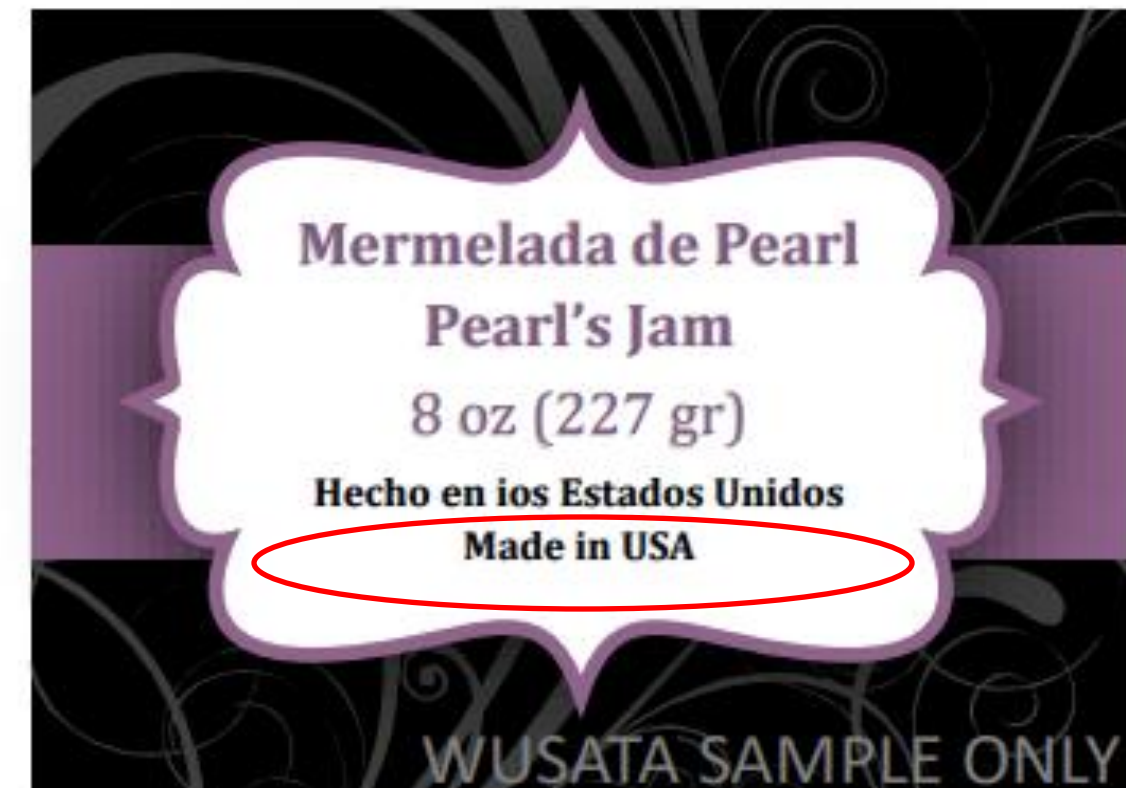 Mermelada de Pearl
Pearl’s Jam
8 oz (227 gr)
Hecho en ios Estados Unidos
Made in USA
WUSATA SAMPLE ONLY